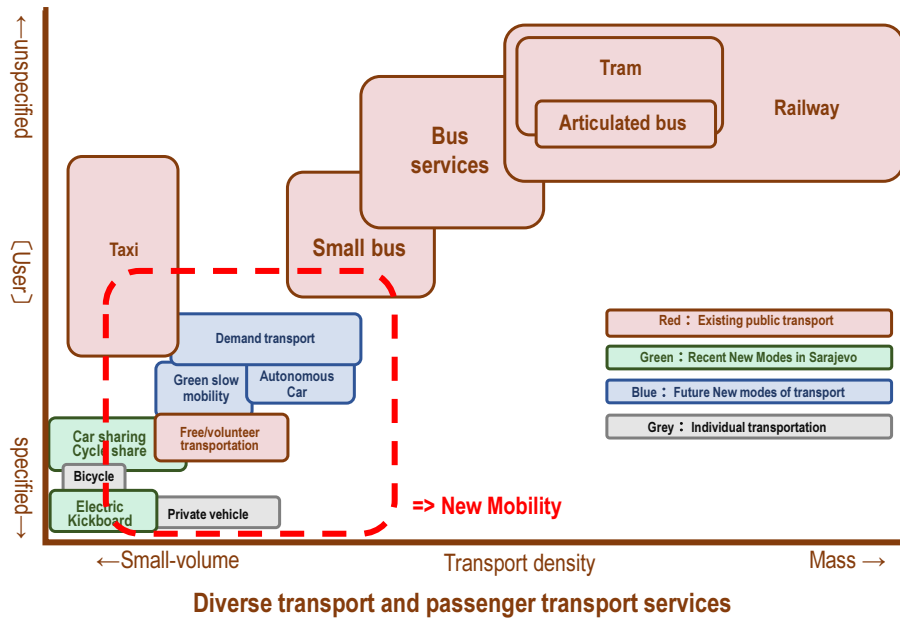 ←unspecified
〔User〕
specified→
Tram
Articulated bus
Railway
Bus
services
Small bus
Taxi
Demand transport
Green slow
mobility
Autonomous
Car
Car sharing
Cycle share
Free/volunteer
transportation
Bicycle
Electric
Kickboard
Private vehicle
=> New Mobility
Red：Existing public transport
Green：Recent New Modes in Sarajevo
Blue：Future New modes of transport
Grey：Individual transportation
←Small-volume
Transport density
Mass→
Diverse transport and passenger transport services